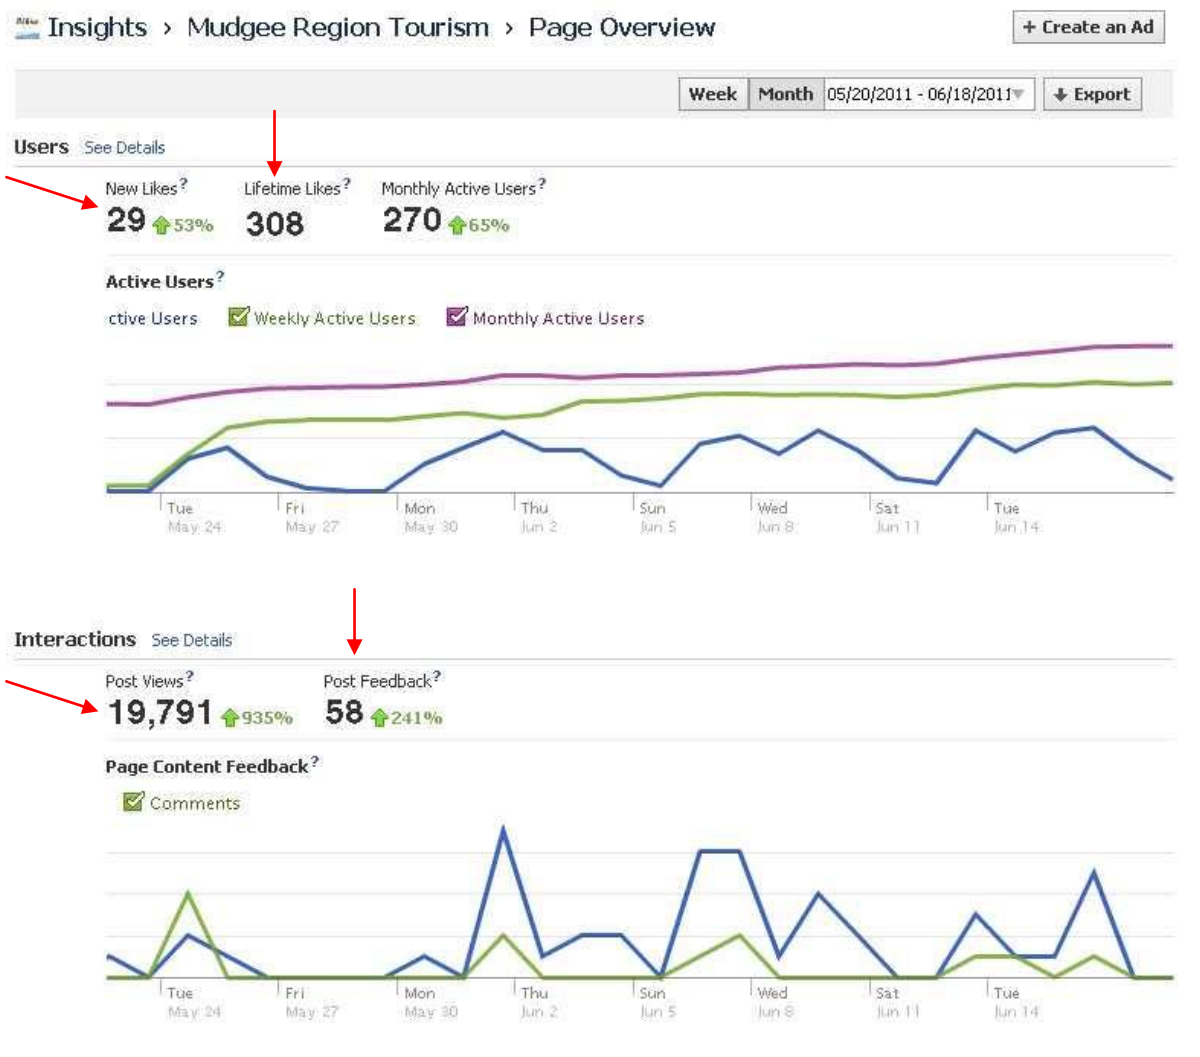 Insights › Mudgee Region Tourism › Page Overview
+ Create an Ad
Week Month 05/20/2011 - 06/18/2011 Export
Users See Details
New Likes? Lifetime Likes? Monthly Active Users?
29 53% 308 270 65%
Active Users?
ctive Users Weekly Active Users Monthly Active Users
Tue Fri Mon Thu Sun Wed Sat Tue
May 24 May 27 May 30 Jun 2 Jun 5 Jun 8 Jun 11 Jun 14
Interactions See Details
Post Views? Post Feedback?
19,791 935% 58 241%
Page Content Feedback?
Comments
Tue Fri Mon Thu Sun Wed Sat Tue
May 24 May 27 May 30 Jun 2 Jun 5 Jun 8 Jun 11 Jun 14